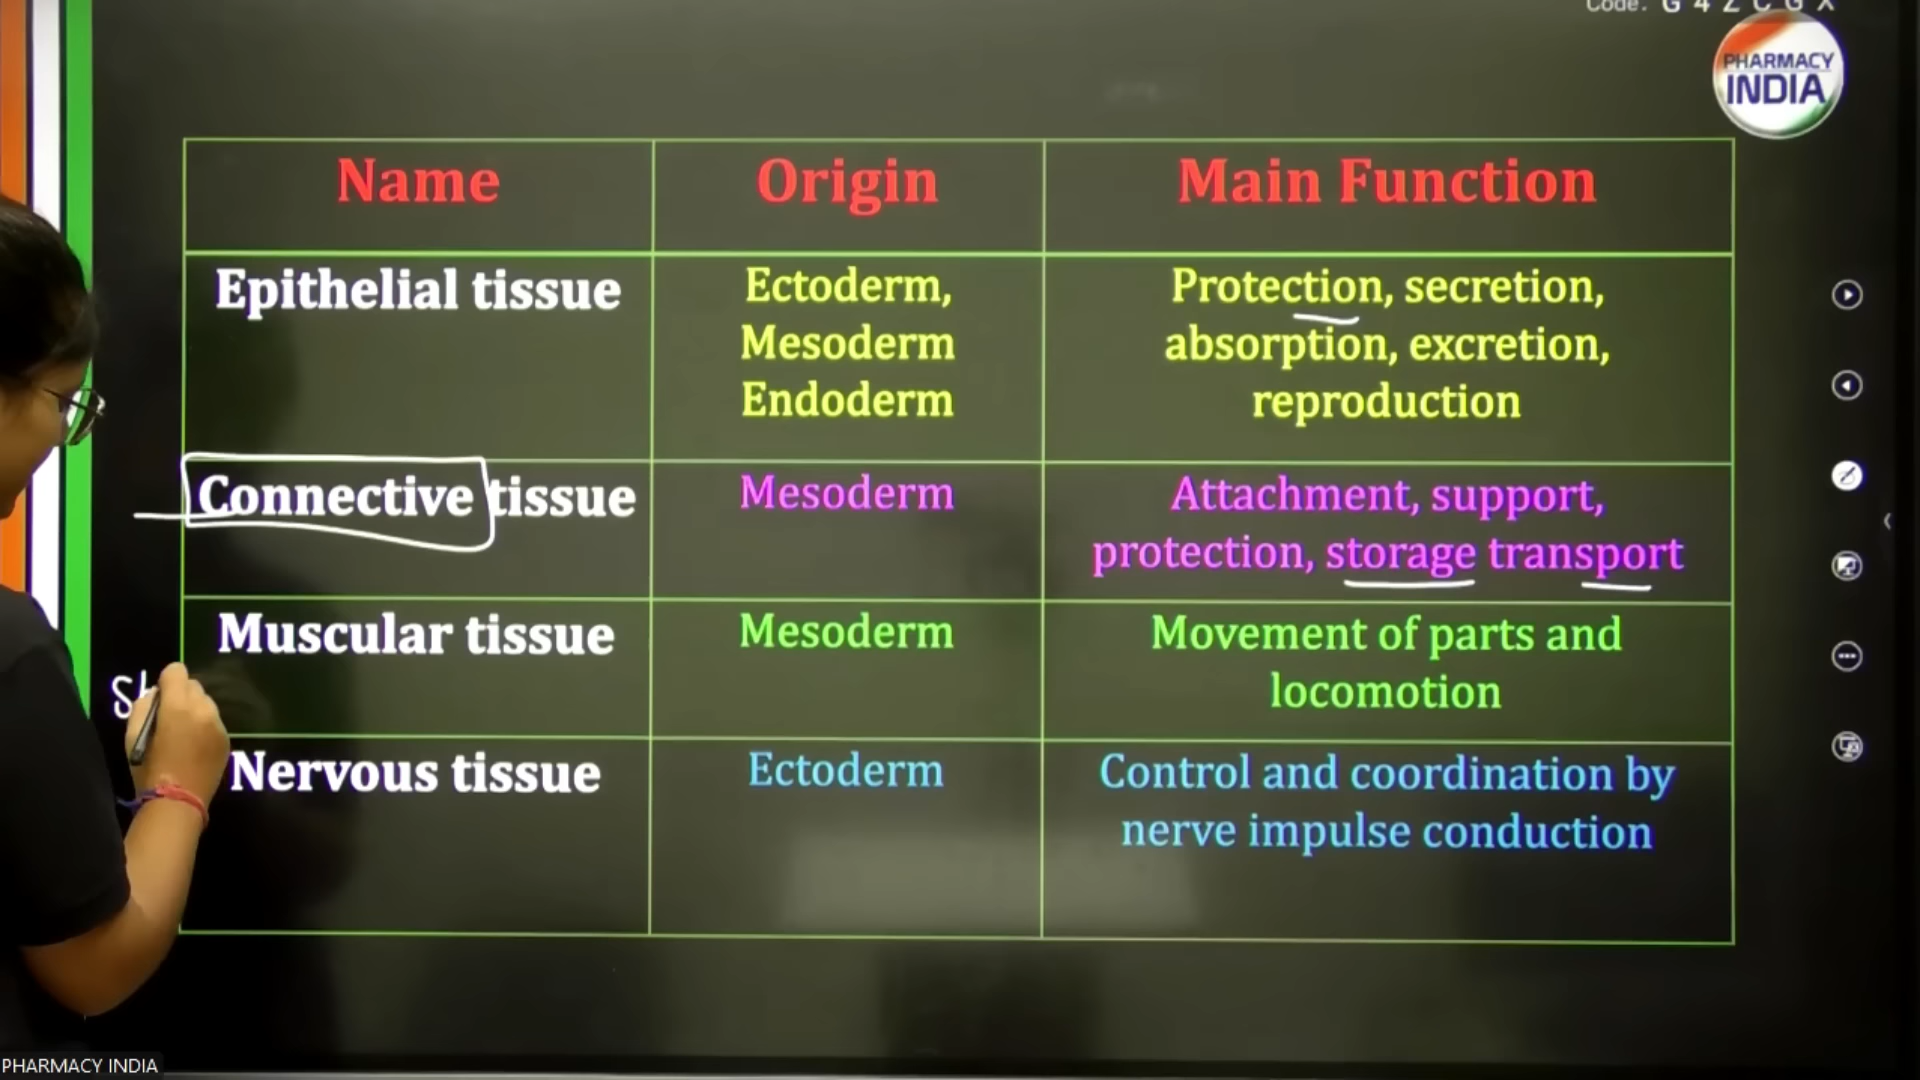 Code: G 4 Z C G X
PHARMACY
INDIA
Name Origin Main Function
Epithelial tissue Ectoderm, Protection, secretion,
Mesoderm absorption, excretion,
Endoderm reproduction
Connective tissue Mesoderm Attachment, support,
protection, storage transport
Muscular tissue Mesoderm Movement of parts and
locomotion
St
Nervous tissue Ectoderm Control and coordination by
nerve impulse conduction
PHARMACY INDIA